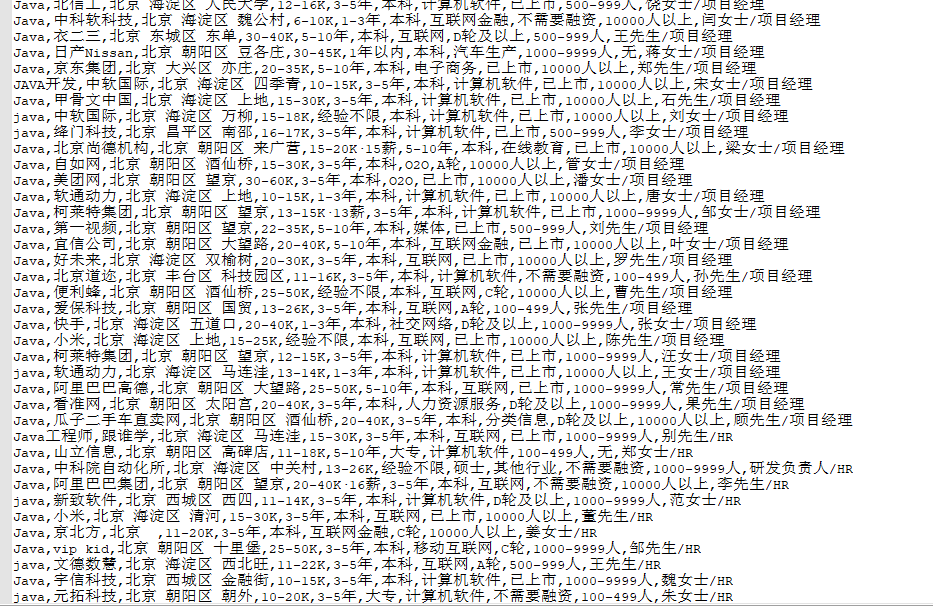 Java,北信工,北京 海淀区 人民大学,12-16K,3-5年,本科,计算机软件,已上市,500-999人,饶女士/项目经理
Java,中科软科技,北京 海淀区 魏公村,6-10K,1-3年,本科,互联网金融,不需要融资,10000人以上,闫女士/项目经理
Java,衣二三,北京 东城区 东单,30-40K,5-10年,本科,互联网,D轮及以上,500-999人,王先生/项目经理
Java,日产Nissan,北京 朝阳区 豆各庄,30-45K,1年以内,本科,汽车生产,1000-9999人,无,蒋女士/项目经理
Java,京东集团,北京 大兴区 亦庄,20-35K,5-10年,本科,电子商务,已上市,10000人以上,郑先生/项目经理
JAVA开发,中软国际,北京 海淀区 四季青,10-15K,3-5年,本科,计算机软件,已上市,10000人以上,宋女士/项目经理
Java,甲骨文中国,北京 海淀区 上地,15-30K,3-5年,本科,计算机软件,已上市,10000人以上,石先生/项目经理
java,中软国际,北京 海淀区 万柳,15-18K,经验不限,本科,计算机软件,已上市,10000人以上,刘女士/项目经理
java,绛门科技,北京 昌平区 南邵,16-17K,3-5年,本科,计算机软件,已上市,500-999人,李女士/项目经理
Java,北京尚德机构,北京 朝阳区 来广营,15-20K·15薪,5-10年,本科,在线教育,已上市,10000人以上,梁女士/项目经理
Java,自如网,北京 朝阳区 酒仙桥,15-30K,3-5年,本科,O2O,A轮,10000人以上,管女士/项目经理
Java,美团网,北京 朝阳区 望京,30-60K,3-5年,本科,O2O,已上市,10000人以上,潘女士/项目经理
Java,软通动力,北京 海淀区 上地,10-15K,1-3年,本科,计算机软件,已上市,10000人以上,唐女士/项目经理
Java,柯莱特集团,北京 朝阳区 望京,13-15K·13薪,3-5年,本科,计算机软件,已上市,1000-9999人,邹女士/项目经理
Java,第一视频,北京 朝阳区 望京,22-35K,5-10年,本科,媒体,已上市,500-999人,刘先生/项目经理
Java,宜信公司,北京 朝阳区 大望路,20-40K,5-10年,本科,互联网金融,已上市,10000人以上,叶女士/项目经理
Java,好未来,北京 海淀区 双榆树,20-30K,3-5年,本科,互联网,已上市,10000人以上,罗先生/项目经理
Java,北京道迩,北京 丰台区 科技园区,11-16K,3-5年,本科,计算机软件,不需要融资,100-499人,孙先生/项目经理
Java,便利蜂,北京 朝阳区 酒仙桥,25-50K,经验不限,本科,互联网,C轮,10000人以上,曹先生/项目经理
Java,爱保科技,北京 朝阳区 国贸,13-26K,3-5年,本科,互联网,A轮,100-499人,张先生/项目经理
Java,快手,北京 海淀区 五道口,20-40K,1-3年,本科,社交网络,D轮及以上,1000-9999人,张女士/项目经理
Java,小米,北京 海淀区 上地,15-25K,经验不限,本科,互联网,已上市,10000人以上,陈先生/项目经理
Java,柯莱特集团,北京 朝阳区 望京,12-15K,3-5年,本科,计算机软件,已上市,1000-9999人,汪女士/项目经理
java,软通动力,北京 海淀区 马连洼,13-14K,1-3年,本科,计算机软件,已上市,10000人以上,王女士/项目经理
Java,阿里巴巴高德,北京 朝阳区 大望路,25-50K,5-10年,本科,互联网,已上市,1000-9999人,常先生/项目经理
Java,看准网,北京 朝阳区 太阳宫,20-40K,3-5年,本科,人力资源服务,D轮及以上,1000-9999人,果先生/项目经理
Java,瓜子二手车直卖网,北京 朝阳区 酒仙桥,20-40K,3-5年,本科,分类信息,D轮及以上,10000人以上,顾先生/项目经理
Java工程师,跟谁学,北京 海淀区 马连洼,15-30K,3-5年,本科,互联网,已上市,1000-9999人,别先生/HR
Java,山立信息,北京 朝阳区 高碑店,11-18K,5-10年,大专,计算机软件,100-499人,无,郑女士/HR
Java,中科院自动化所,北京 海淀区 中关村,13-26K,经验不限,硕士,其他行业,不需要融资,1000-9999人,研发负责人/HR
Java,阿里巴巴集团,北京 朝阳区 望京,20-40K·16薪,3-5年,本科,互联网,不需要融资,10000人以上,李先生/HR
java,新致软件,北京 西城区 西四,11-14K,3-5年,本科,计算机软件,D轮及以上,1000-9999人,范女士/HR
Java,小米,北京 海淀区 清河,15-30K,3-5年,本科,互联网,已上市,10000人以上,董先生/HR
Java,京北方,北京  ,11-20K,3-5年,本科,互联网金融,C轮,10000人以上,姜女士/HR
Java,vip kid,北京 朝阳区 十里堡,25-50K,3-5年,本科,移动互联网,C轮,1000-9999人,邹先生/HR
java,文德数慧,北京 海淀区 西北旺,11-22K,3-5年,本科,互联网,A轮,500-999人,王先生/HR
Java,宇信科技,北京 西城区 金融街,10-15K,3-5年,本科,计算机软件,已上市,1000-9999人,魏女士/HR
java,元拓科技,北京 朝阳区 朝外,10-20K,3-5年,大专,计算机软件,不需要融资,100-499人,朱女士/HR